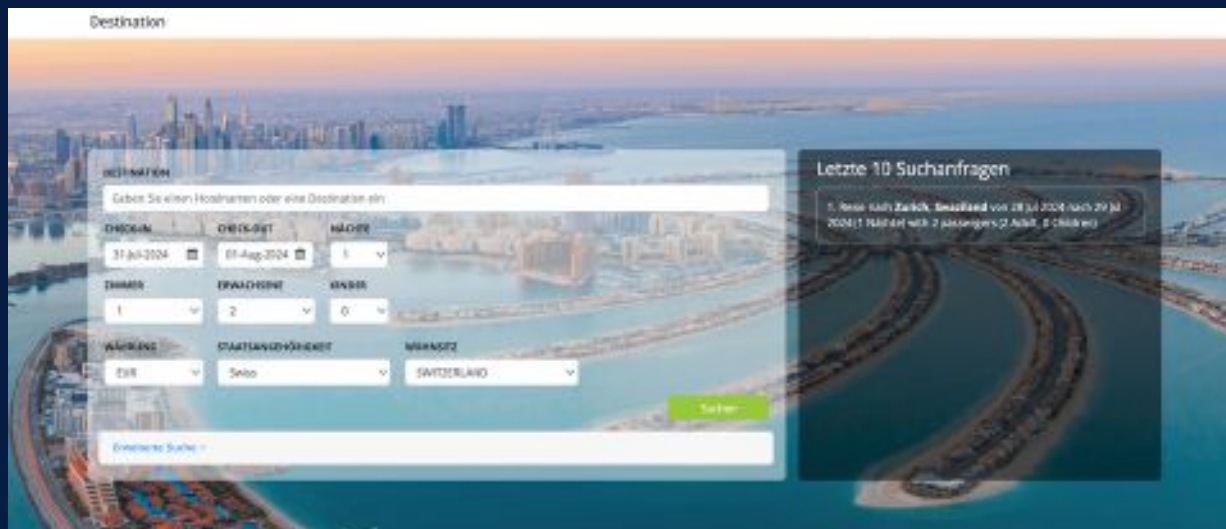 Destination
DESTINATION
Geben Sie einen Hotelnamen oder eine Destination ein
CHECK-IN CHECK-OUT NÄCHTE
31-Jul-2024 01-Aug-2024 1
ZIMMER ERWACHSENE KINDER
1 2 0
WÄHRUNG STAATSANGEHÖRIGKEIT WOHNSITZ
EUR Swiss SWITZERLAND
Suchen
Erweiterte Suche
Letzte 10 Suchanfragen
1. Reise nach Zurich, Swaziland von 28 Jul 2024 nach 29 Jul
2024(1 Nächte) with 2 passengers (2 Adult, 0 Children)